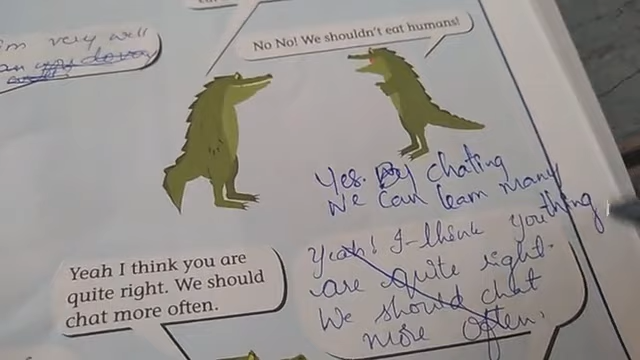 I'm very well
No No! We shouldn't eat humans!
Yes. By chating
We can learn many
thing
Yeah I think you are
quite right. We should
chat more often.
Yeah! I think you
are quite right.
We should chat
more often.